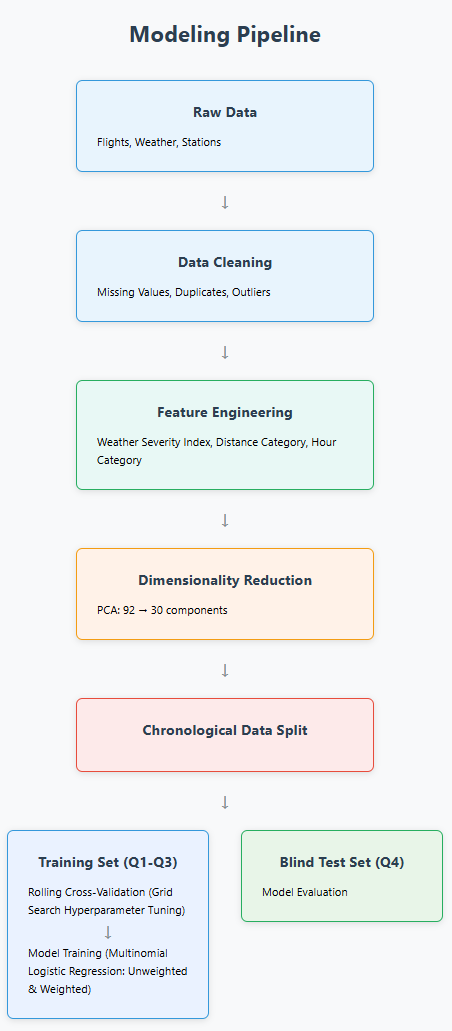 Modeling Pipeline
Raw Data
Flights, Weather, Stations
↓
Data Cleaning
Missing Values, Duplicates, Outliers
↓
Feature Engineering
Weather Severity Index, Distance Category, Hour
Category
↓
Dimensionality Reduction
PCA: 92 → 30 components
↓
Chronological Data Split
↓
Training Set (Q1-Q3)
Rolling Cross-Validation (Grid
Search Hyperparameter Tuning)
↓
Model Training (Multinomial
Logistic Regression: Unweighted
& Weighted)
Blind Test Set (Q4)
Model Evaluation